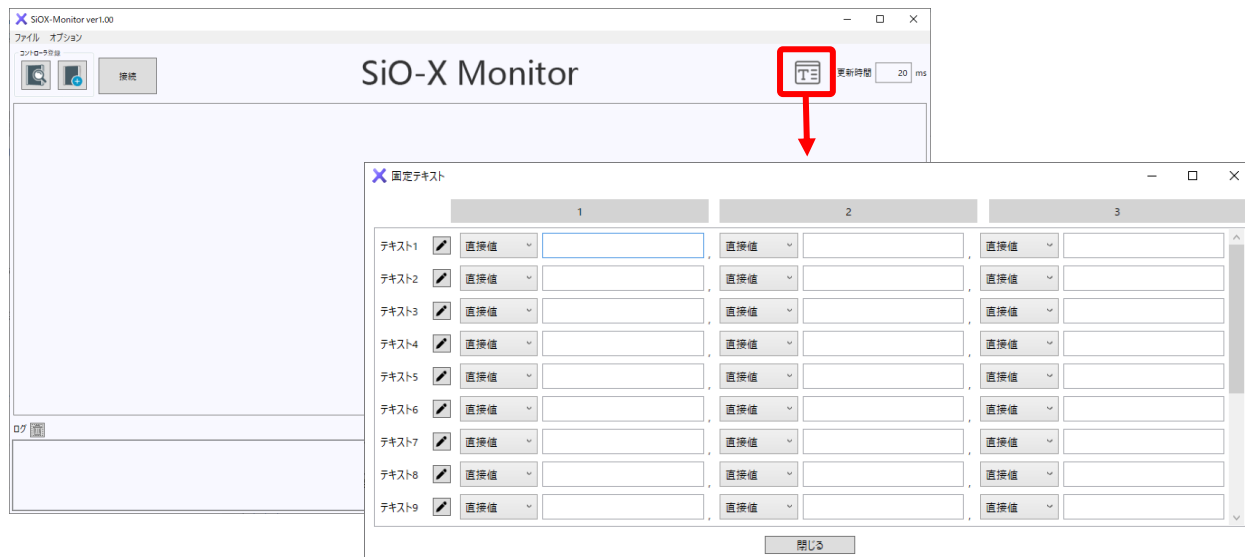 SiOX-Monitor ver1.00
ファイル オプション
コントローラ登録
接続
SiO-X Monitor
更新時間 20 ms
固定テキスト
1 2 3
テキスト1 直接値 , 直接値 , 直接値
テキスト2 直接値 , 直接値 , 直接値
テキスト3 直接値 , 直接値 , 直接値
テキスト4 直接値 , 直接値 , 直接値
テキスト5 直接値 , 直接値 , 直接値
テキスト6 直接値 , 直接値 , 直接値
ログ
テキスト7 直接値 , 直接値 , 直接値
テキスト8 直接値 , 直接値 , 直接値
テキスト9 直接値 , 直接値 , 直接値
閉じる